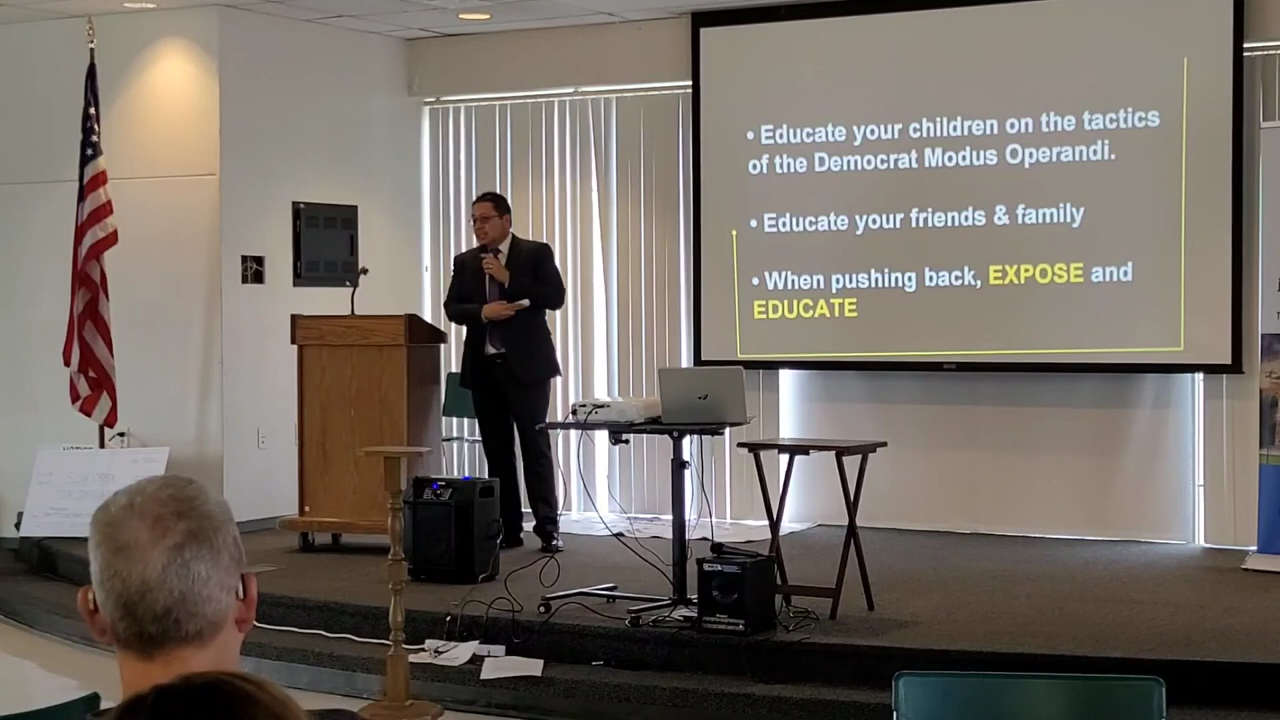 • Educate your children on the tactics
of the Democrat Modus Operandi.
• Educate your friends & family
• When pushing back, EXPOSE and
EDUCATE